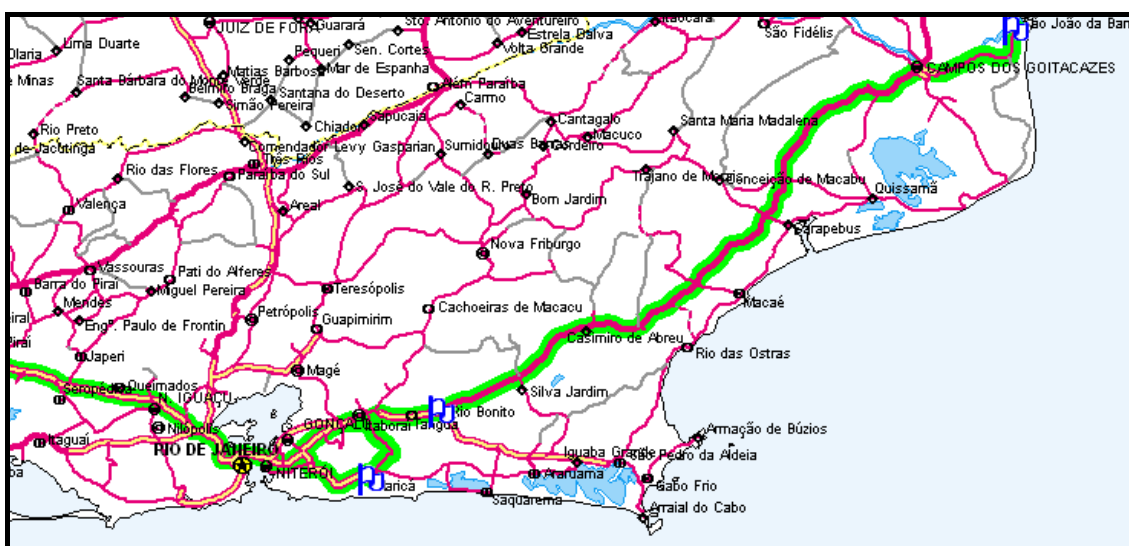 Guarará
Sto. Antonio do Aventureiro
São João da Bar
JUIZ DE FORA
Estrela Dalva
São Fidélis
Lima Duarte
Sen. Cortes
Volta Grande
Olaria
Pequeri
Matias Barbosa
Mar de Espanha
CAMPOS DOS GOITACAZES
e Minas
Santa Bárbara do Monte Verde
Além Paraíba
Belmiro Braga
Santana do Deserto
Simão Pereira
Carmo
Sapucaia
Cantagalo
Chiador
Rio Preto
Macuco
Santa Maria Madalena
de-Jacutinga
Comendador Levy Gasparian
Sumidouro
Duas Barras
Cordeiro
Três Rios
Rio das Flores
Paraíba do Sul
Trajano de Morais
Conceição de Macabu
S. José do Vale do R. Preto
Quissamã
Valença
Areal
Bom Jardim
Carapebus
Nova Friburgo
Vassouras
Pati do Alferes
Barra do Piraí
Miguel Pereira
Teresópolis
Macaé
Mendes
Petrópolis
Cachoeiras de Macacu
Engº. Paulo de Frontin
Guapimirim
Casimiro de Abreu
Piraí
Japeri
Rio das Ostras
Magé
Seropédica
Queimados
Silva Jardim
N. IGUAÇU
Rio Bonito
S. GONÇALO
Itaboraí
Tanguá
Itaguaí
Nilópolis
Armação de Búzios
RIO DE JANEIRO
Iguaba Grande
São Pedro da Aldeia
NITERÓI
Araruama
Maricá
Cabo Frio
Saquarema
Arraial do Cabo